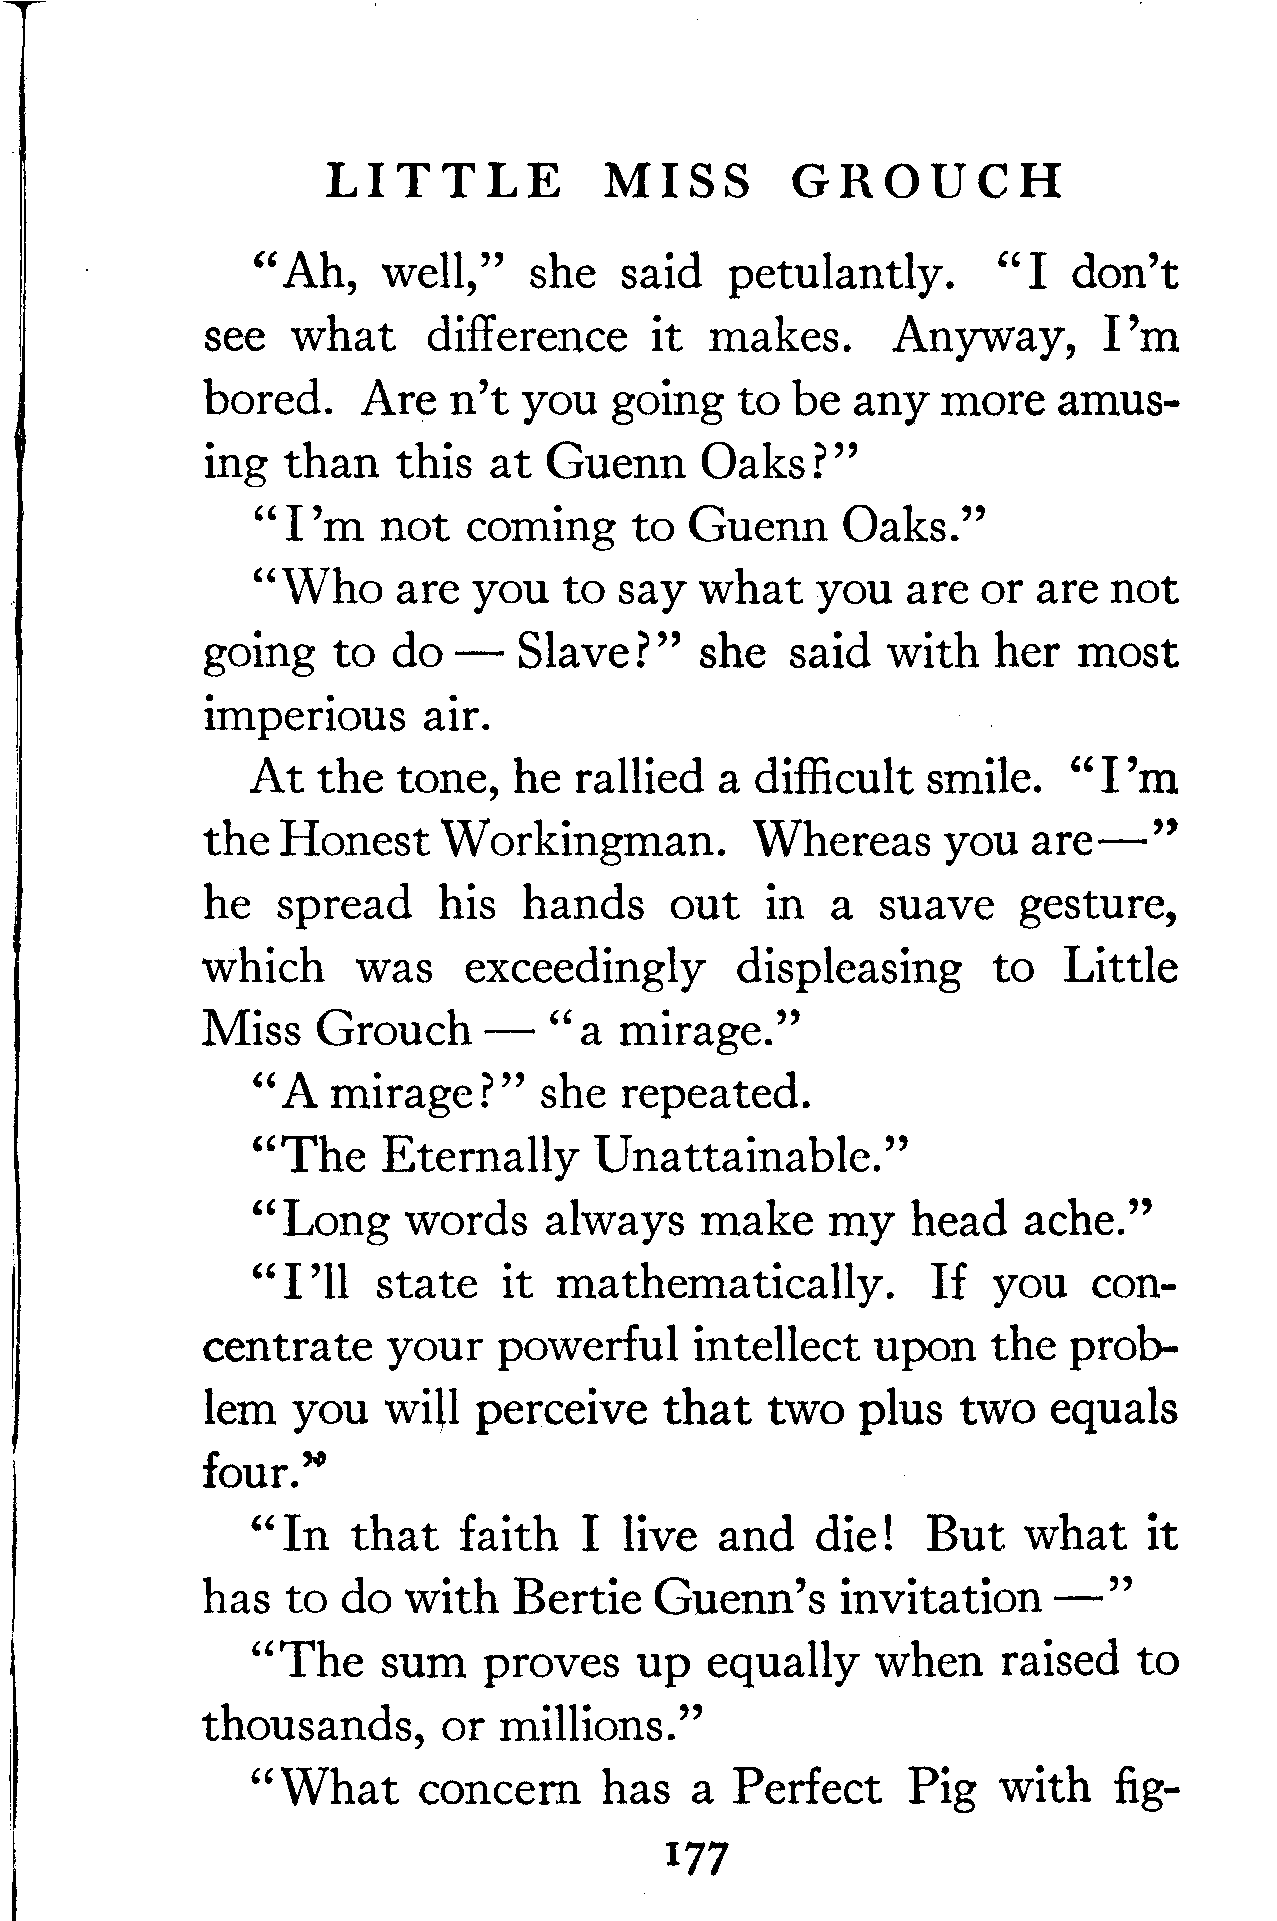 LITTLE MISS GROUCH
“Ah, well,” she said petulantly. “I don’t
see what difference it makes. Anyway, I ’m
bored. Are n’t you going to be any more amus-
ing than this at Guenn Oaks?”
“I ’m not coming to Guenn Oaks.”
“Who are you to say what you are or are not
going to do — Slave?” she said with her most
imperious air.
At the tone, he rallied a difficult smile. “I ’m
the Honest Workingman. Whereas you are—”
he spread his hands out in a suave gesture,
which was exceedingly displeasing to Little
Miss Grouch — “a mirage.”
“A mirage?” she repeated.
“The Eternally Unattainable.”
“Long words always make my head ache.”
“I ’ll state it mathematically. If you con-
centrate your powerful intellect upon the prob-
lem you will perceive that two plus two equals
four.”
“In that faith I live and die! But what it
has to do with Bertie Guenn’s invitation —”
“The sum proves up equally when raised to
thousands, or millions.”
“What concern has a Perfect Pig with fig-
177